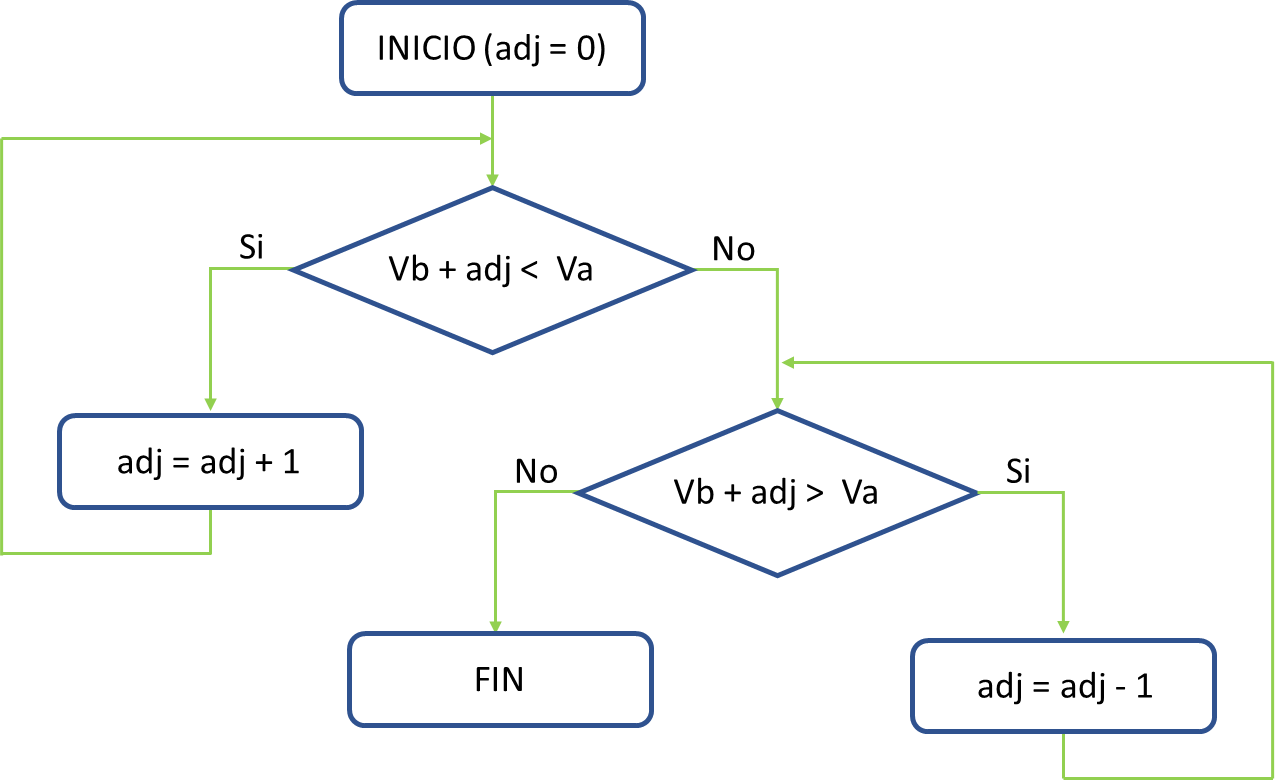 INICIO (adj = 0)
Si
No
Vb + adj < Va
adj = adj + 1
No
Si
Vb + adj > Va
FIN
adj = adj - 1